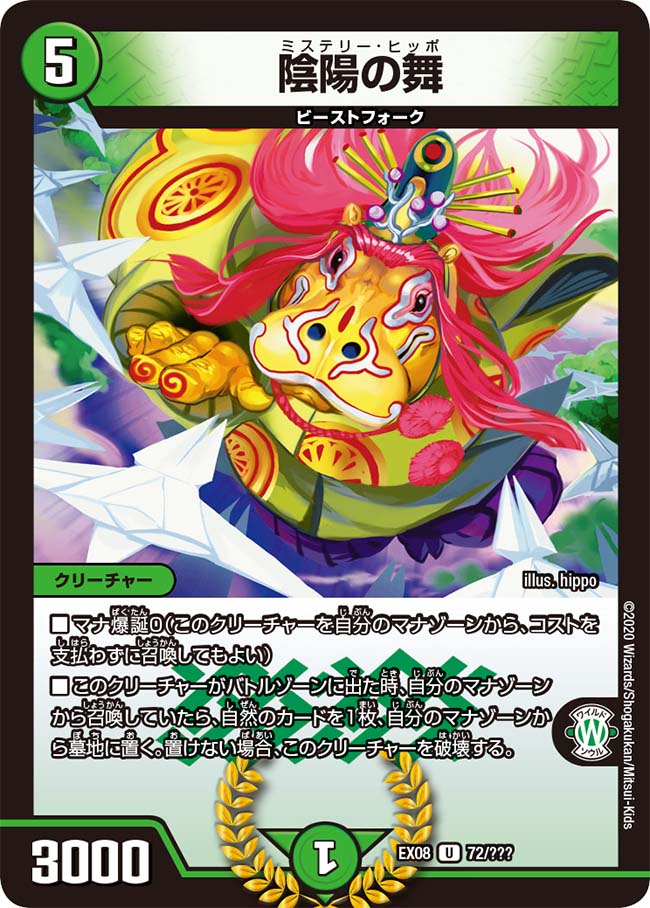 5
ミステリー・ヒッポ
陰陽の舞
ビーストフォーク
クリーチャー
illus. hippo
■マナ爆誕0(このクリーチャーを自分のマナゾーンから、コストを
支払わずに召喚してもよい)
■このクリーチャーがバトルゾーンに出た時、自分のマナゾーン
から召喚していたら、自然のカードを1枚、自分のマナゾーンか
ら墓地に置く。置けない場合、このクリーチャーを破壊する。
ワイルド
W
ソウル
©2020 Wizards/Shogakukan/Mitsui-Kids
3000
1
EX08 U 72/???